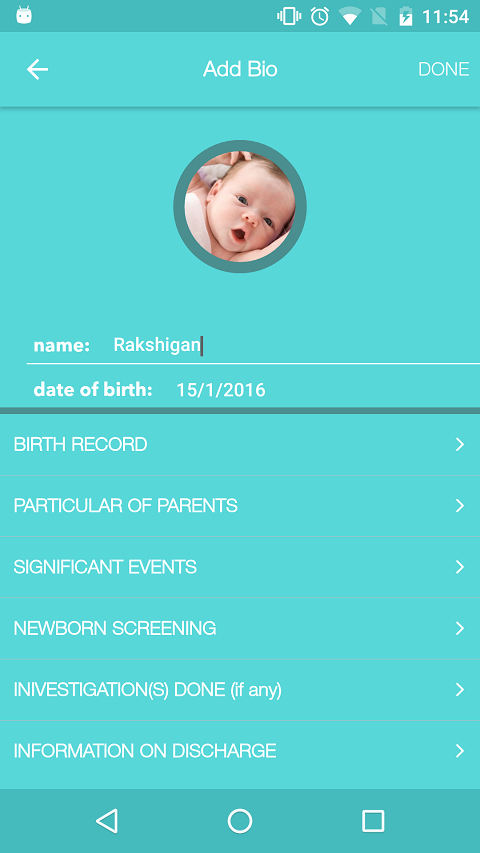 11:54
Add Bio
DONE
name: Rakshigan
date of birth: 15/1/2016
BIRTH RECORD
PARTICULAR OF PARENTS
SIGNIFICANT EVENTS
NEWBORN SCREENING
INIVESTIGATION(S) DONE (if any)
INFORMATION ON DISCHARGE